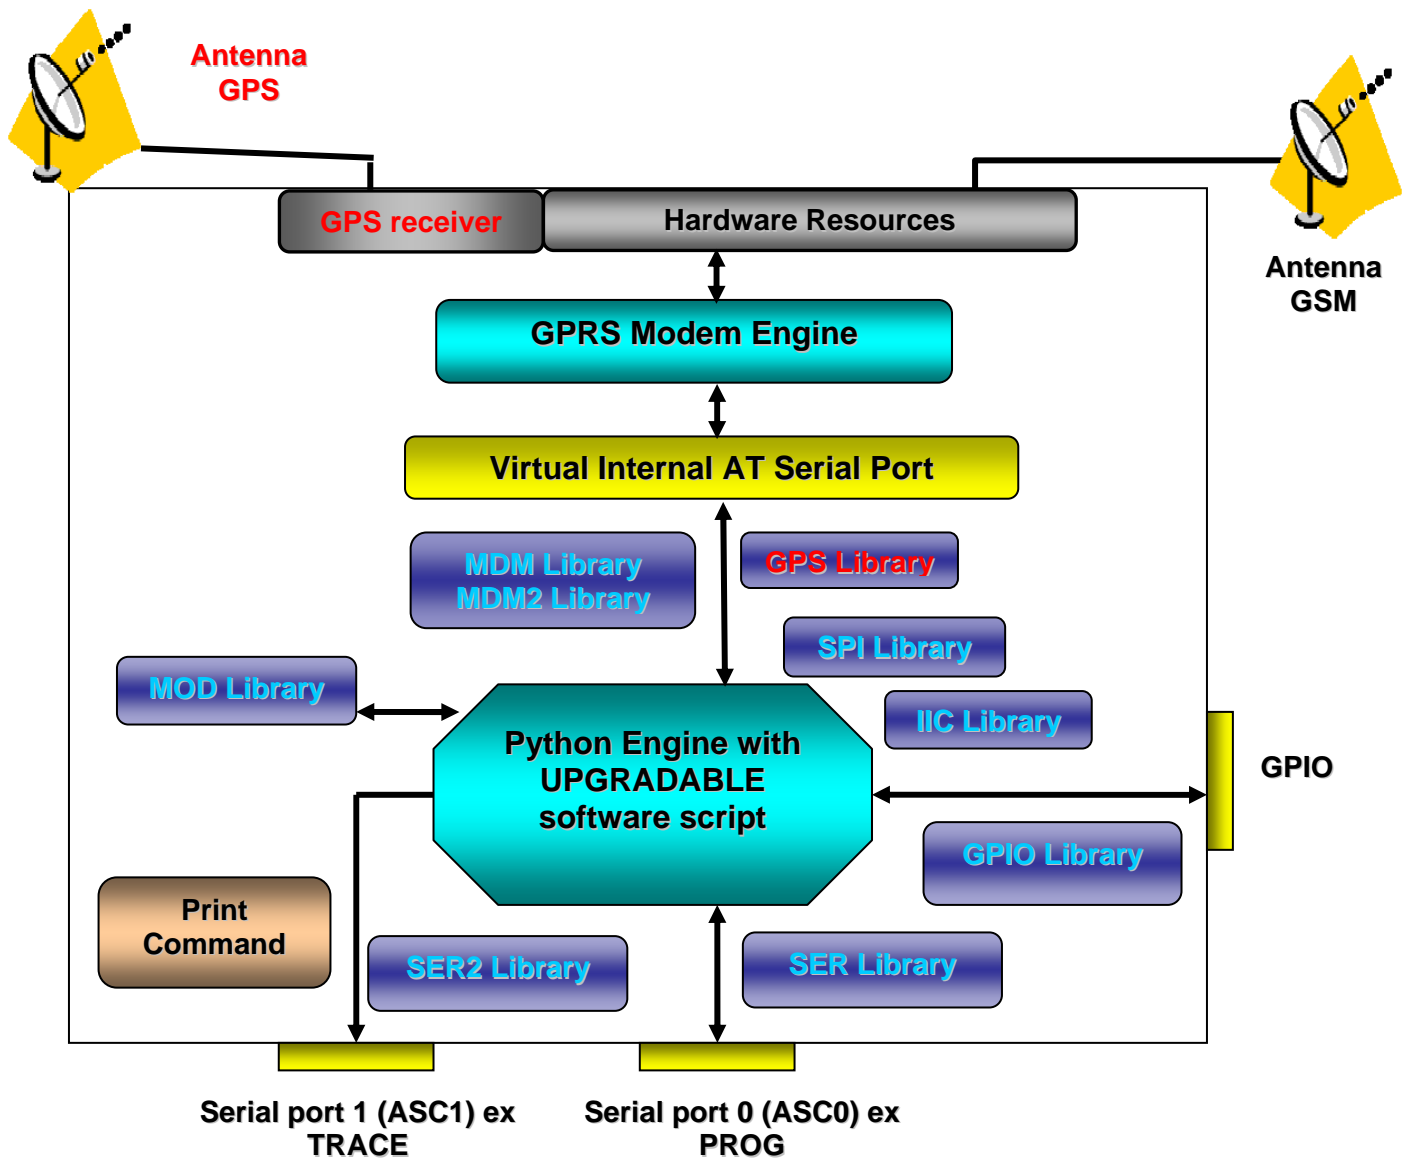 Antenna
GPS
GPS receiver
Hardware Resources
Antenna
GSM
GPRS Modem Engine
Virtual Internal AT Serial Port
MDM Library
MDM2 Library
GPS Library
SPI Library
MOD Library
IIC Library
Python Engine with
UPGRADABLE
software script
GPIO
GPIO Library
Print
Command
SER2 Library
SER Library
Serial port 1 (ASC1) ex
TRACE
Serial port 0 (ASC0) ex
PROG